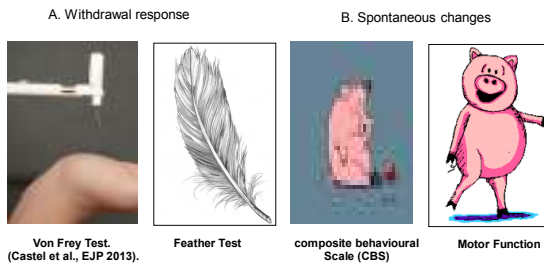 A. Withdrawal response
B. Spontaneous changes
Von Frey Test.
(Castel et al., EJP 2013).
Feather Test
composite behavioural
Scale (CBS)
Motor Function